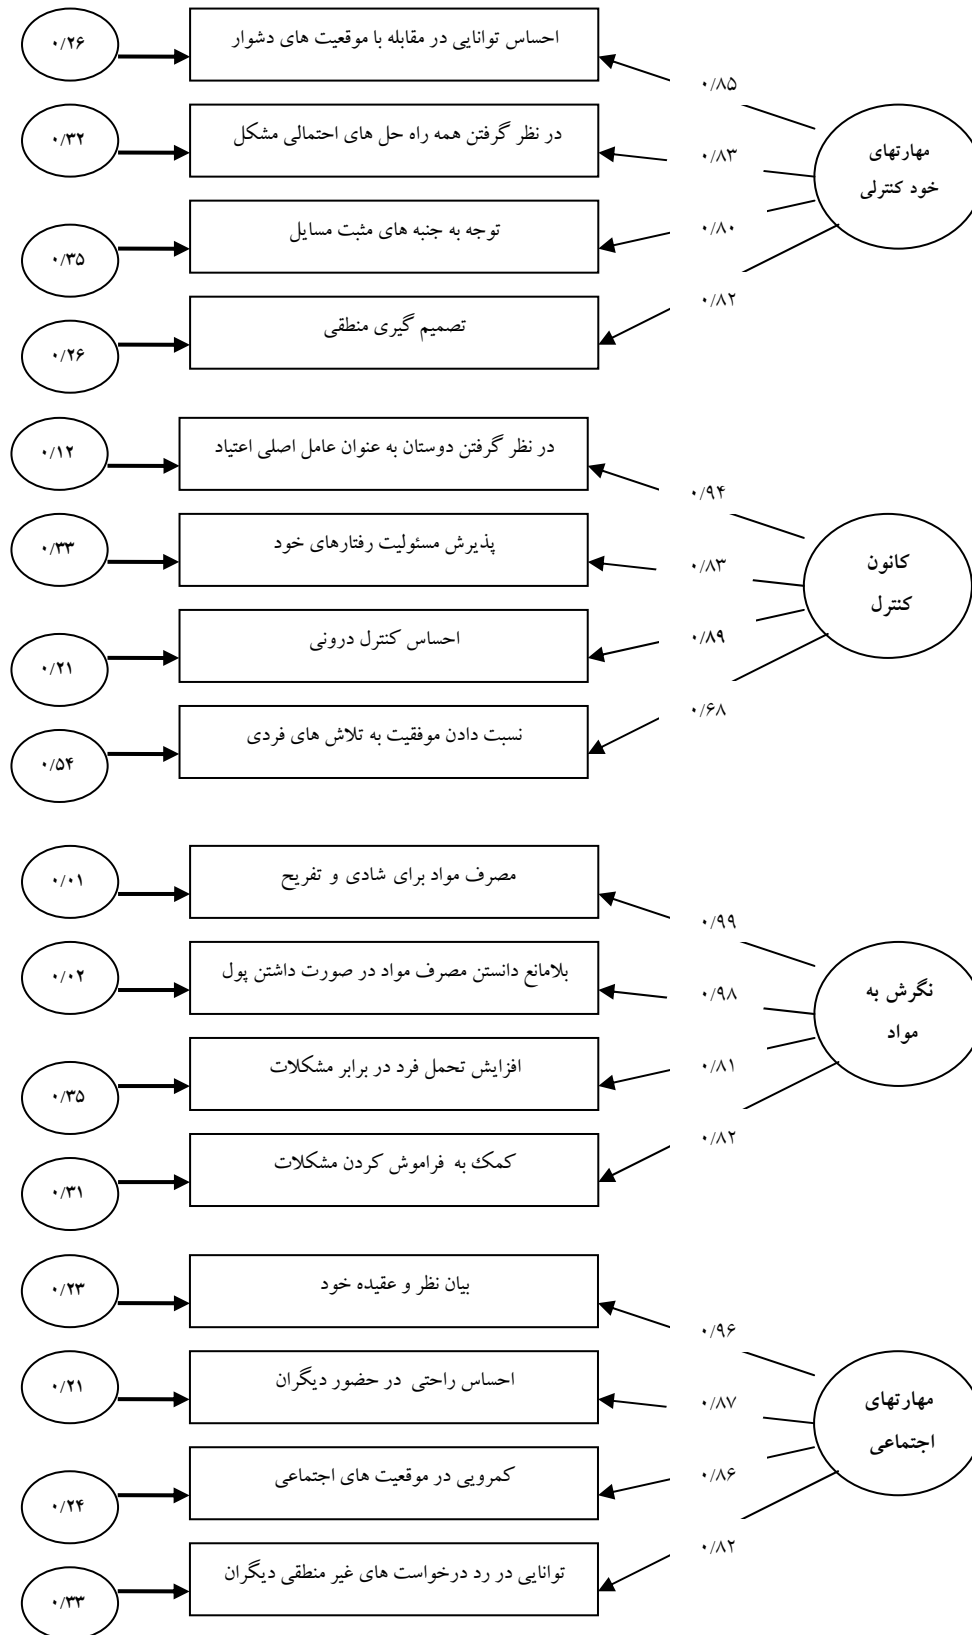 مهارتهای
خود کنترلی
۰/۸۵
احساس توانایی در مقابله با موقعیت های دشوار
۰/۲۶
۰/۸۳
در نظر گرفتن همه راه حل های احتمالی مشکل
۰/۳۲
۰/۸۰
توجه به جنبه های مثبت مسایل
۰/۳۵
۰/۸۲
تصمیم گیری منطقی
۰/۲۶
کانون
کنترل
۰/۹۴
در نظر گرفتن دوستان به عنوان عامل اصلی اعتیاد
۰/۱۲
۰/۸۳
پذیرش مسئولیت رفتارهای خود
۰/۳۳
۰/۸۹
احساس کنترل درونی
۰/۲۱
۰/۶۸
نسبت دادن موفقیت به تلاش های فردی
۰/۵۴
نگرش به
مواد
۰/۹۹
مصرف مواد برای شادی و تفریح
۰/۰۱
۰/۹۸
بلامانع دانستن مصرف مواد در صورت داشتن پول
۰/۰۲
۰/۸۱
افزایش تحمل فرد در برابر مشکلات
۰/۳۵
۰/۸۲
کمک به فراموش کردن مشکلات
۰/۳۱
مهارتهای
اجتماعی
۰/۹۶
بیان نظر و عقیده خود
۰/۲۳
۰/۸۷
احساس راحتی در حضور دیگران
۰/۲۱
۰/۸۶
کمرویی در موقعیت های اجتماعی
۰/۲۴
۰/۸۲
توانایی در رد درخواست های غیر منطقی دیگران
۰/۳۳